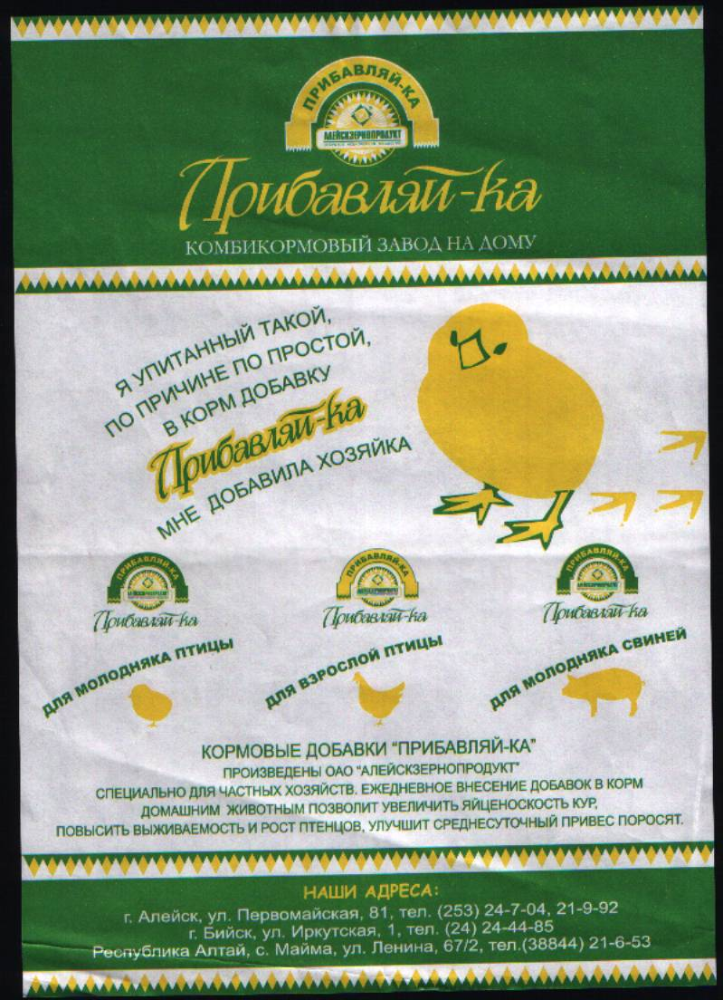 ПРИБАВЛЯЙ-КА
АЛЕЙСКЗЕРНОПРОДУКТ
Прибавляй-ка
КОМБИКОРМОВЫЙ ЗАВОД НА ДОМУ
Я УПИТАННЫЙ ТАКОЙ,
ПО ПРИЧИНЕ ПО ПРОСТОЙ,
В КОРМ ДОБАВКУ
Прибавляй-ка
МНЕ ДОБАВИЛА ХОЗЯЙКА
ПРИБАВЛЯЙ-КА
АЛЕЙСКЗЕРНОПРОДУКТ
Прибавляй-ка
ДЛЯ МОЛОДНЯКА ПТИЦЫ
ПРИБАВЛЯЙ-КА
АЛЕЙСКЗЕРНОПРОДУКТ
Прибавляй-ка
ДЛЯ ВЗРОСЛОЙ ПТИЦЫ
ПРИБАВЛЯЙ-КА
АЛЕЙСКЗЕРНОПРОДУКТ
Прибавляй-ка
ДЛЯ МОЛОДНЯКА СВИНЕЙ
КОРМОВЫЕ ДОБАВКИ "ПРИБАВЛЯЙ-КА"
ПРОИЗВЕДЕНЫ ОАО "АЛЕЙСКЗЕРНОПРОДУКТ"
СПЕЦИАЛЬНО ДЛЯ ЧАСТНЫХ ХОЗЯЙСТВ. ЕЖЕДНЕВНОЕ ВНЕСЕНИЕ ДОБАВОК В КОРМ
ДОМАШНИМ ЖИВОТНЫМ ПОЗВОЛИТ УВЕЛИЧИТЬ ЯЙЦЕНОСКОСТЬ КУР,
ПОВЫСИТЬ ВЫЖИВАЕМОСТЬ И РОСТ ПТЕНЦОВ, УЛУЧШИТ СРЕДНЕСУТОЧНЫЙ ПРИВЕС ПОРОСЯТ.
НАШИ АДРЕСА:
г. Алейск, ул. Первомайская, 81, тел. (253) 24-7-04, 21-9-92
г. Бийск, ул. Иркутская, 1, тел. (24) 24-44-85
Республика Алтай, с. Майма, ул. Ленина, 67/2, тел.(38844) 21-6-53